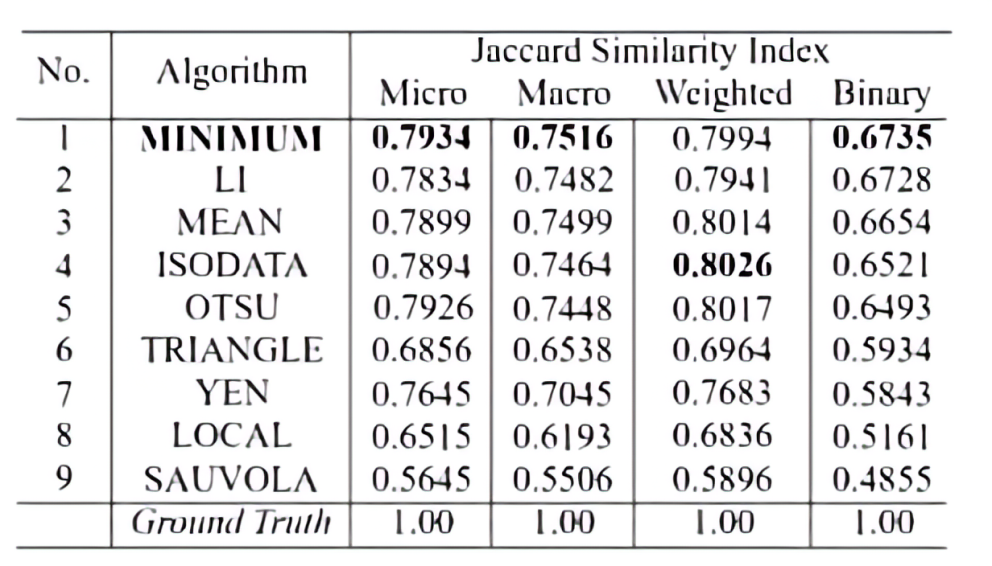 Jaccard Similarity Index
No. Algorithm
Micro Macro Weighted Binary
1 MINIMUM 0.7934 0.7516 0.7994 0.6735
2 LI 0.7834 0.7482 0.7941 0.6728
3 MEAN 0.7899 0.7499 0.8014 0.6654
4 ISODATA 0.7894 0.7464 0.8026 0.6521
5 OTSU 0.7926 0.7448 0.8017 0.6493
6 TRIANGLE 0.6856 0.6538 0.6964 0.5934
7 YEN 0.7645 0.7045 0.7683 0.5843
8 LOCAL 0.6515 0.6193 0.6836 0.5161
9 SAUVOLA 0.5645 0.5506 0.5896 0.4855
Ground Truth 1.00 1.00 1.00 1.00